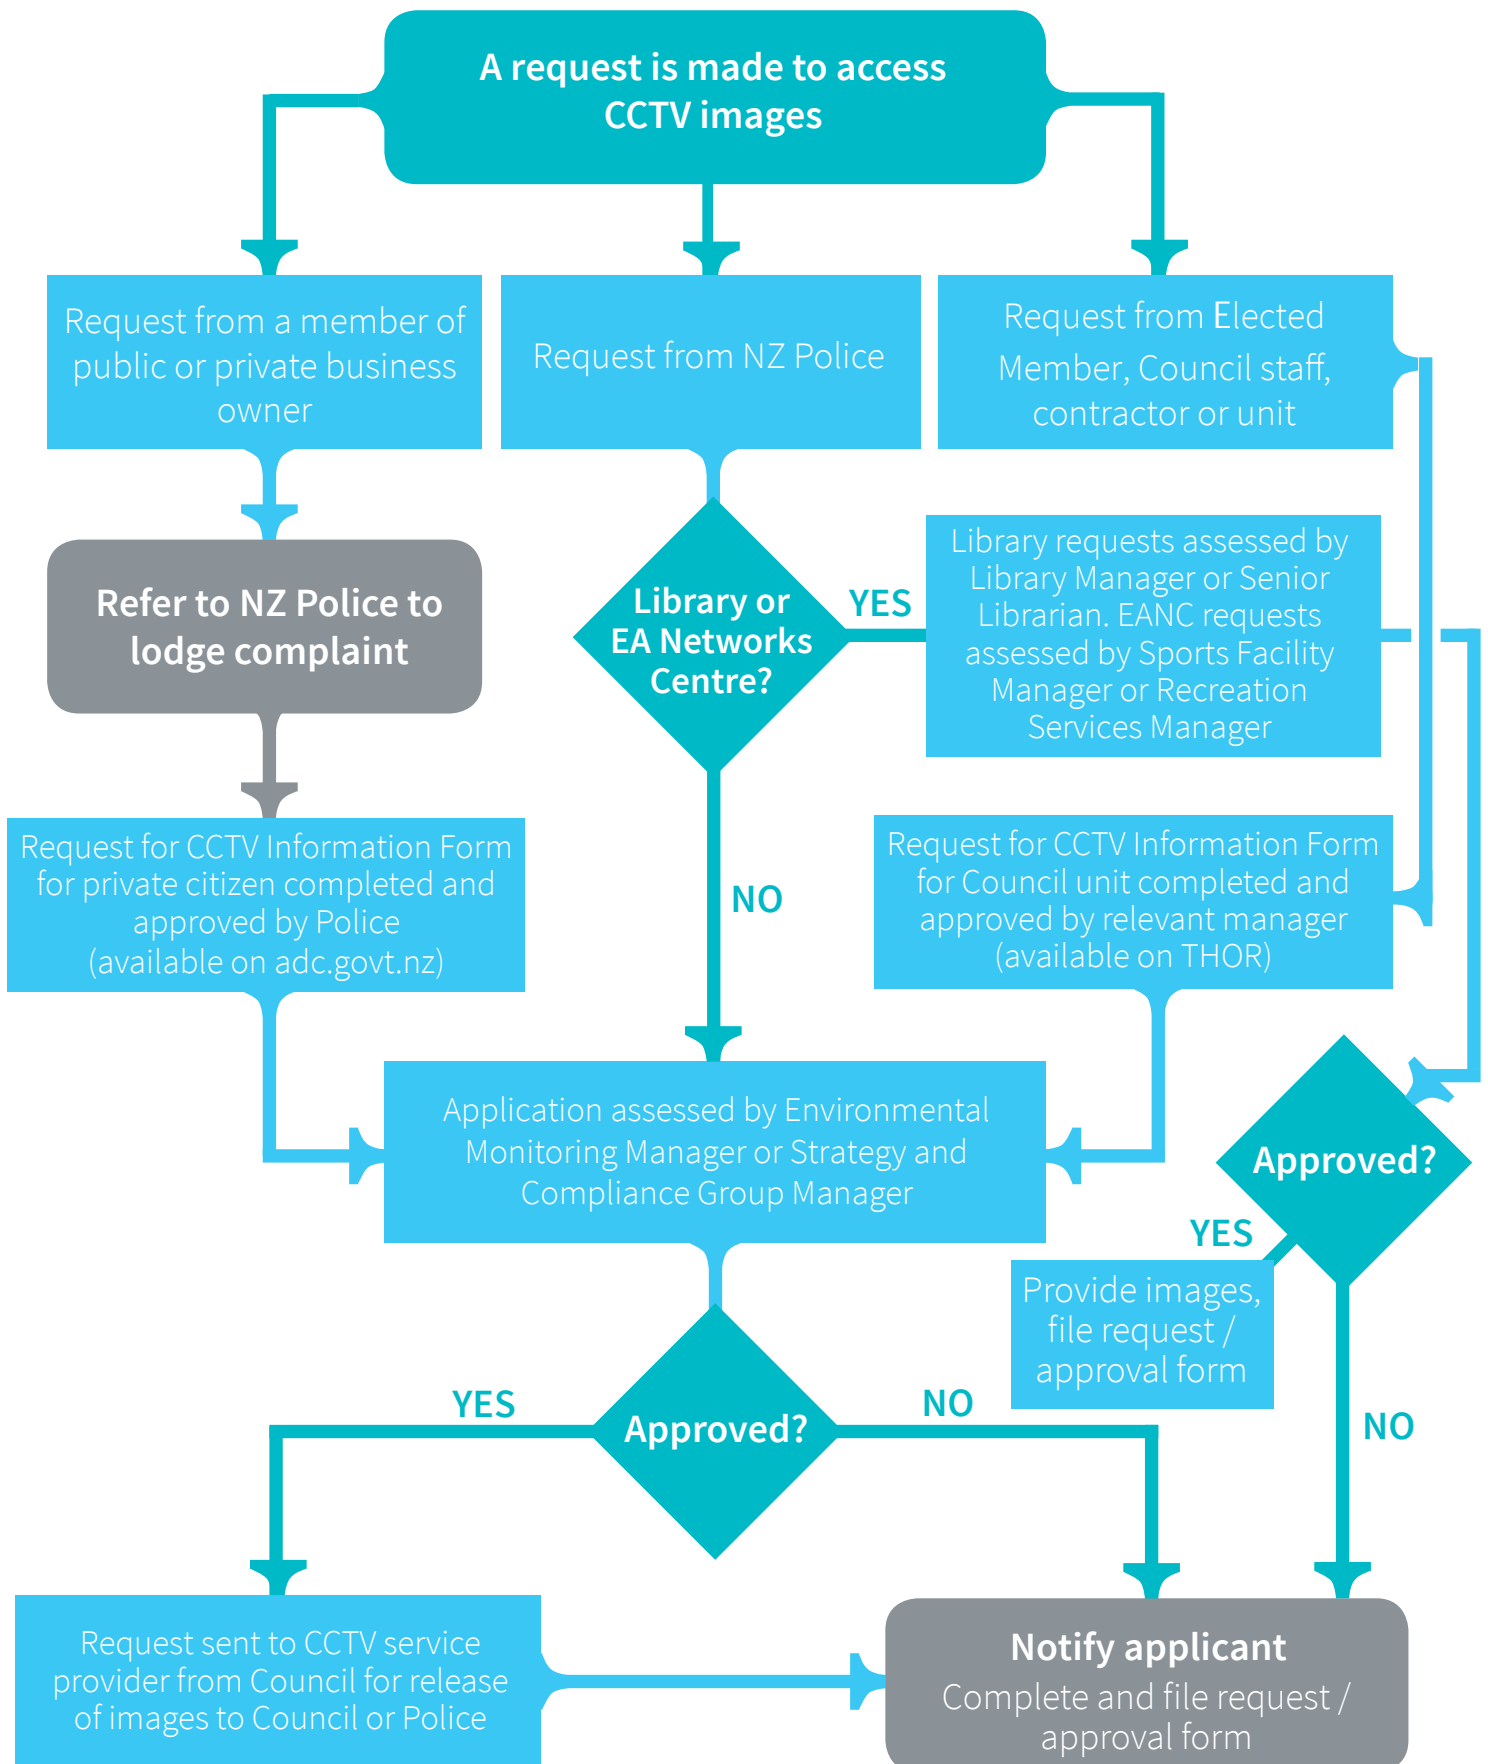 A request is made to access
CCTV images
Request from a member of
public or private business
owner
Request from NZ Police
Request from Elected
Member, Council staff,
contractor or unit
Refer to NZ Police to
lodge complaint
Library or
EA Networks
Centre?
YES
Library requests assessed by
Library Manager or Senior
Librarian. EANC requests
assessed by Sports Facility
Manager or Recreation
Services Manager
Request for CCTV Information Form
for private citizen completed and
approved by Police
(available on adc.govt.nz)
NO
Request for CCTV Information Form
for Council unit completed and
approved by relevant manager
(available on THOR)
Application assessed by Environmental
Monitoring Manager or Strategy and
Compliance Group Manager
Approved?
YES
Provide images,
file request /
approval form
NO
Approved?
YES
NO
Request sent to CCTV service
provider from Council for release
of images to Council or Police
Notify applicant
Complete and file request /
approval form